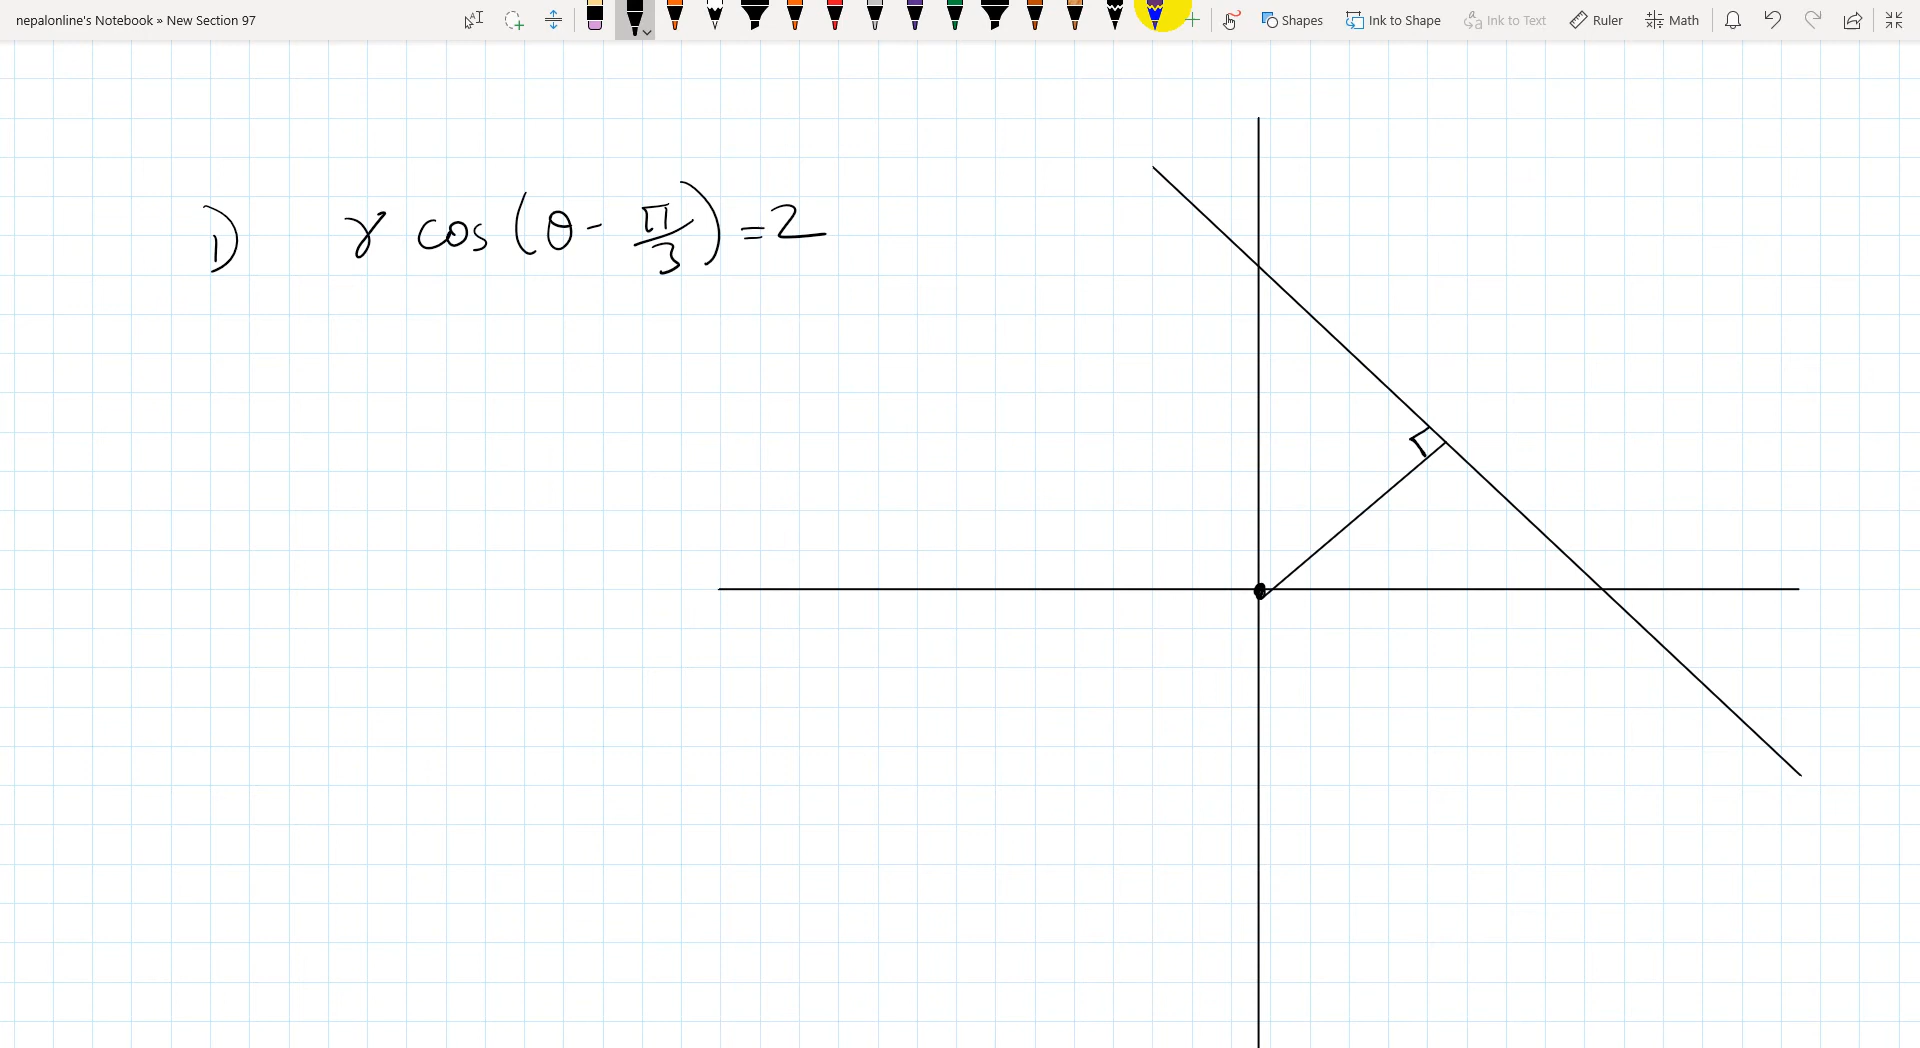 nepalonline's Notebook » New Section 97
Shapes
Ink to Shape
Ink to Text
Ruler
Math
1) r cos(θ - π/3) = 2